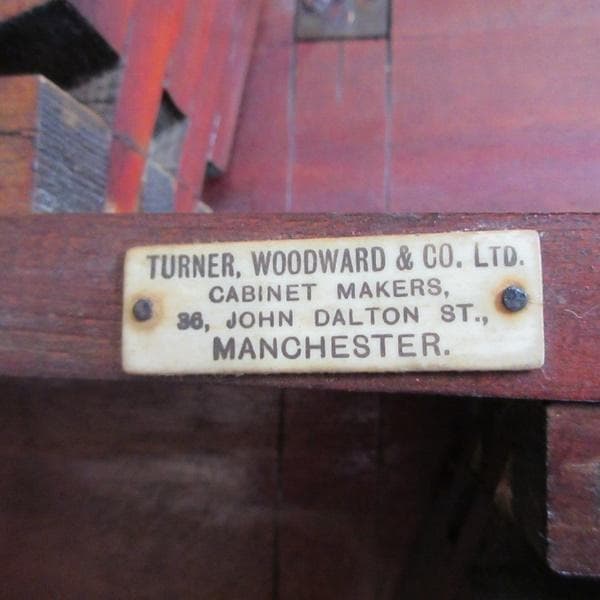 TURNER, WOODWARD & CO. LTD.
CABINET MAKERS,
36, JOHN DALTON ST.,
MANCHESTER.